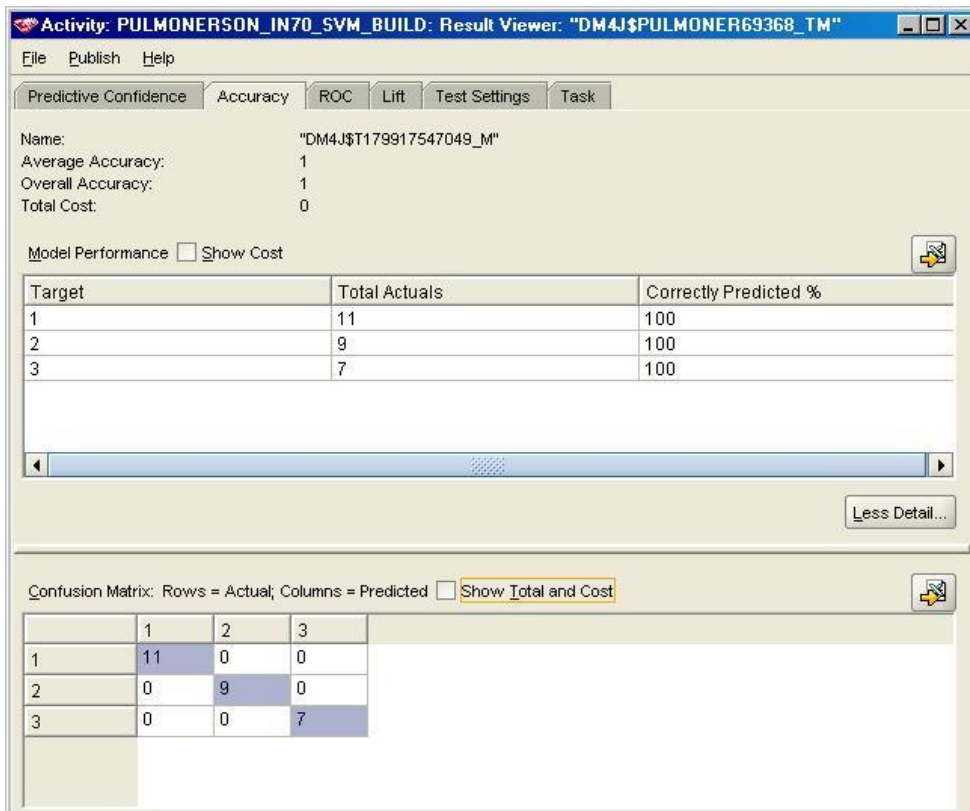 Activity: PULMONERSON_IN70_SVM_BUILD: Result Viewer: "DM4J$PULMONER69368_TM"
File Publish Help
Predictive Confidence Accuracy ROC Lift Test Settings Task
Name: "DM4J$T179917547049_M"
Average Accuracy: 1
Overall Accuracy: 1
Total Cost: 0
Model Performance Show Cost
Target Total Actuals Correctly Predicted %
1 11 100
2 9 100
3 7 100
Less Detail...
Confusion Matrix: Rows = Actual; Columns = Predicted Show Total and Cost
1 2 3
1 11 0 0
2 0 9 0
3 0 0 7